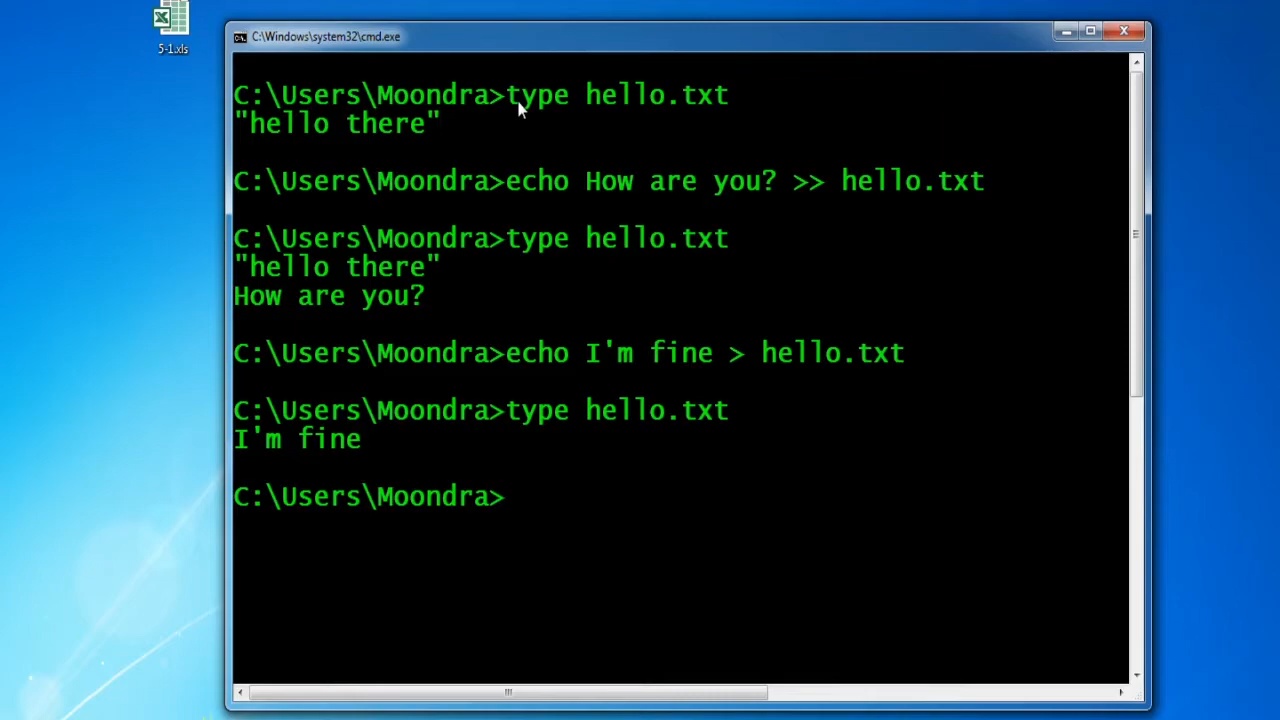 5-1.xls
C:\Windows\system32\cmd.exe
C:\Users\Moondra>type hello.txt
"hello there"
C:\Users\Moondra>echo How are you? >> hello.txt
C:\Users\Moondra>type hello.txt
"hello there"
How are you?
C:\Users\Moondra>echo I'm fine > hello.txt
C:\Users\Moondra>type hello.txt
I'm fine
C:\Users\Moondra>